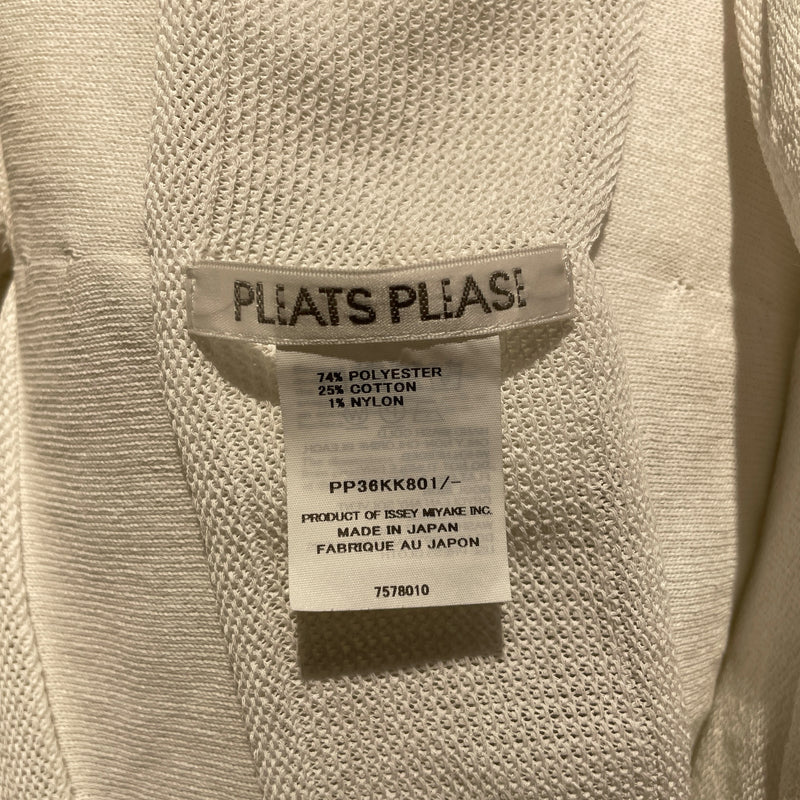 PLEATS PLEASE
74% POLYESTER
25% COTTON
1% NYLON
PP36KK801/-
PRODUCT OF ISSEY MIYAKE INC.
MADE IN JAPAN
FABRIQUE AU JAPON
7578010